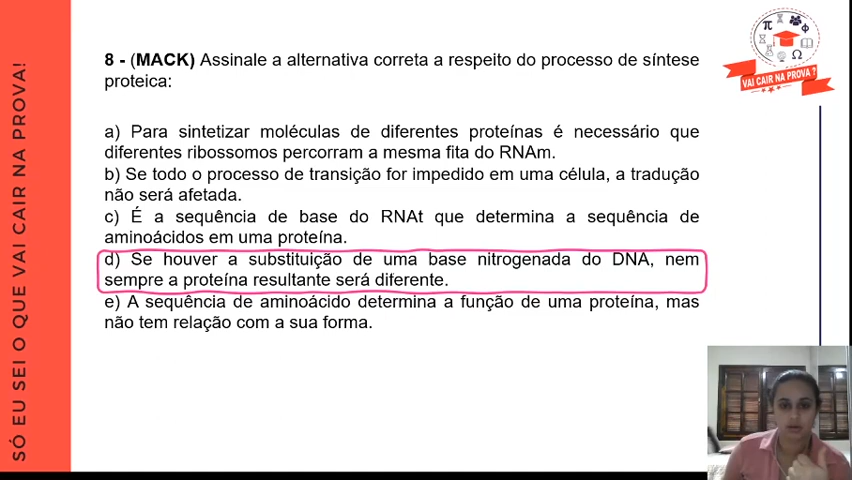 SÓ EU SEI O QUE VAI CAIR NA PROVA!
8 - (MACK) Assinale a alternativa correta a respeito do processo de síntese
proteica:
a) Para sintetizar moléculas de diferentes proteínas é necessário que
diferentes ribossomos percorram a mesma fita do RNAm.
b) Se todo o processo de transição for impedido em uma célula, a tradução
não será afetada.
c) É a sequência de base do RNAt que determina a sequência de
aminoácidos em uma proteína.
d) Se houver a substituição de uma base nitrogenada do DNA, nem
sempre a proteína resultante será diferente.
e) A sequência de aminoácido determina a função de uma proteína, mas
não tem relação com a sua forma.
VAI CAIR NA PROVA?